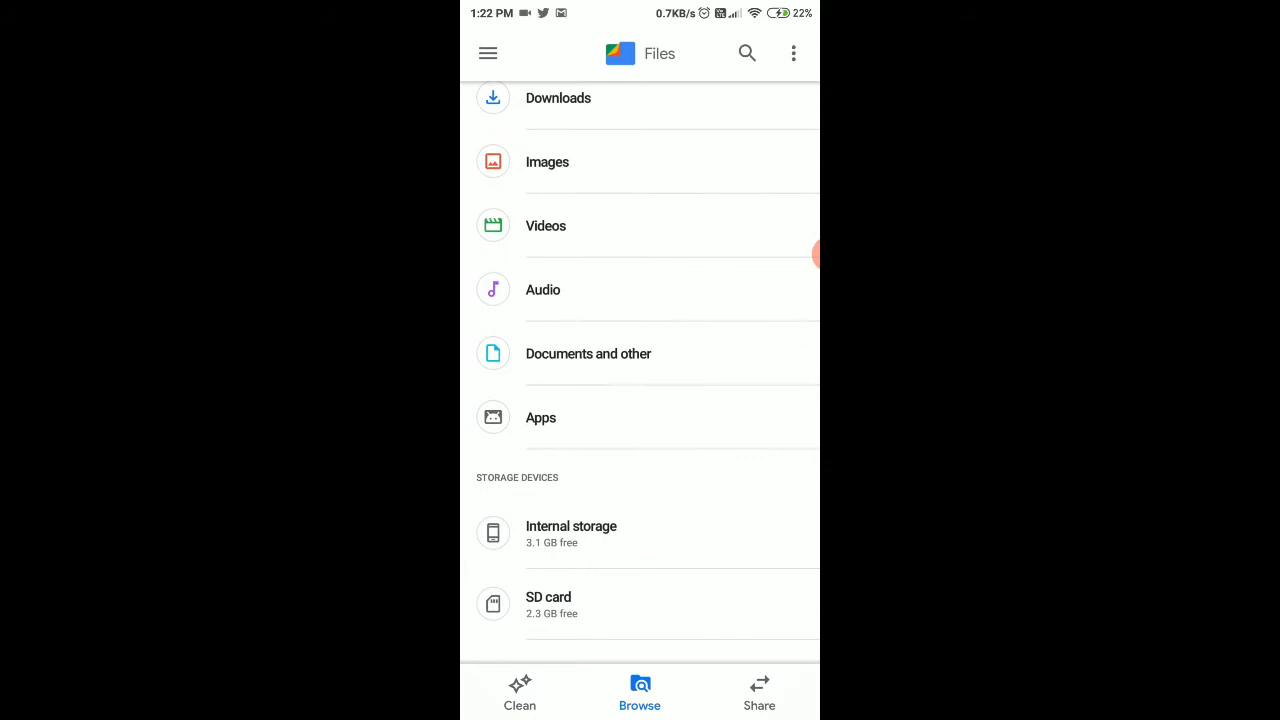 1:22 PM 0.7KB/s 22%
Files
Downloads
Images
Videos
Audio
Documents and other
Apps
STORAGE DEVICES
Internal storage
3.1 GB free
SD card
2.3 GB free
Clean Browse Share